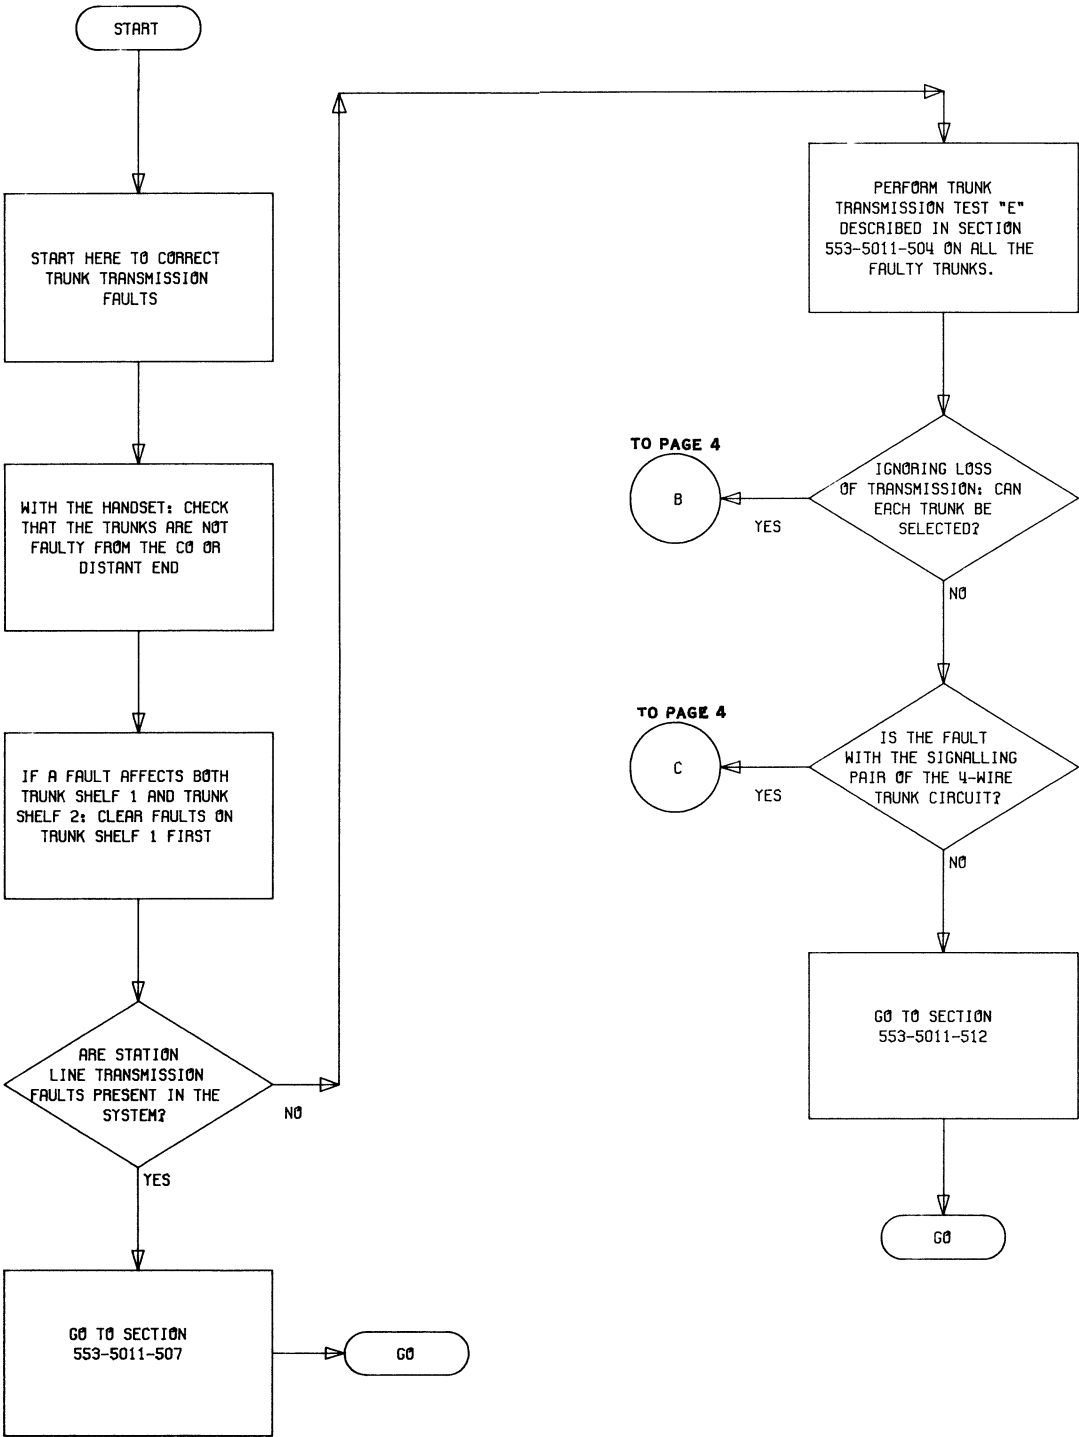 START
START HERE TO CORRECT
TRUNK TRANSMISSION
FAULTS
WITH THE HANDSET: CHECK
THAT THE TRUNKS ARE NOT
FAULTY FROM THE CO OR
DISTANT END
IF A FAULT AFFECTS BOTH
TRUNK SHELF 1 AND TRUNK
SHELF 2: CLEAR FAULTS ON
TRUNK SHELF 1 FIRST
ARE STATION
LINE TRANSMISSION
FAULTS PRESENT IN THE
SYSTEM?
NO
YES
GO TO SECTION
553-5011-507
GO
PERFORM TRUNK
TRANSMISSION TEST "E"
DESCRIBED IN SECTION
553-5011-504 ON ALL THE
FAULTY TRUNKS.
IGNORING LOSS
OF TRANSMISSION: CAN
EACH TRUNK BE
SELECTED?
YES
TO PAGE 4
B
NO
IS THE FAULT
WITH THE SIGNALLING
PAIR OF THE 4-WIRE
TRUNK CIRCUIT?
YES
TO PAGE 4
C
NO
GO TO SECTION
553-5011-512
GO